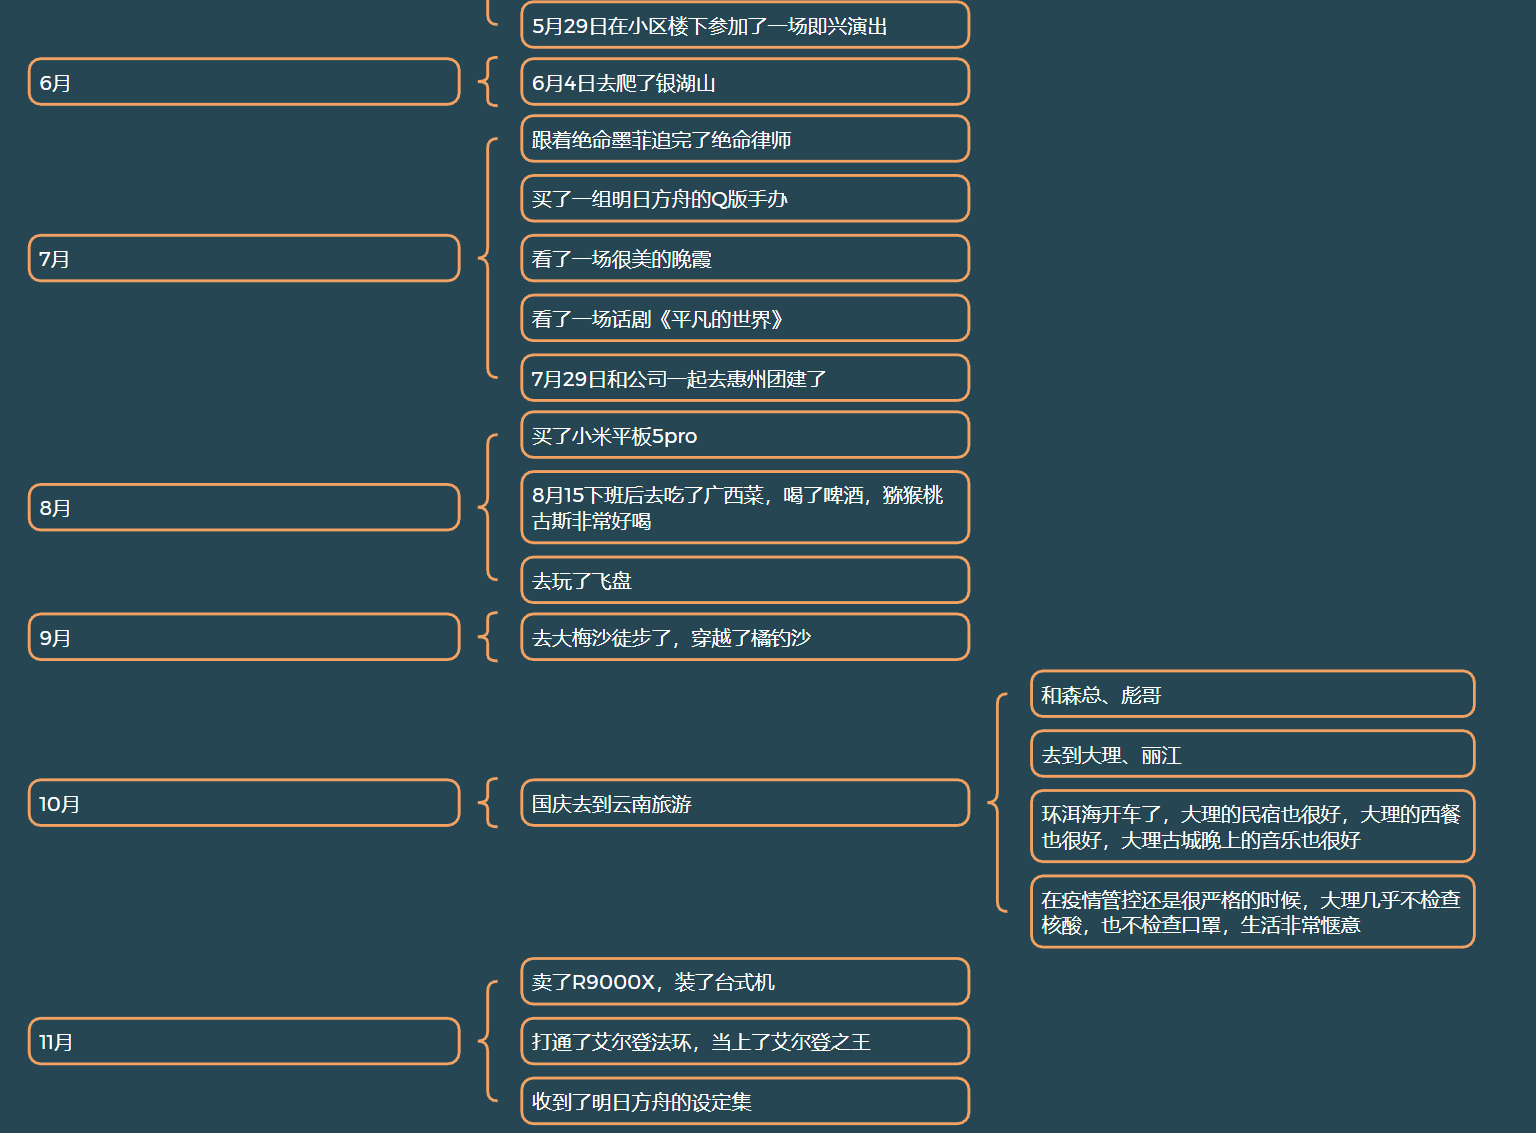 5月29日在小区楼下参加了一场即兴演出
6月
6月4日去爬了银湖山
7月
跟着绝命墨菲追完了绝命律师
买了一组明日方舟的Q版手办
看了一场很美的晚霞
看了一场话剧《平凡的世界》
7月29日和公司一起去惠州团建了
8月
买了小米平板5pro
8月15下班后去吃了广西菜，喝了啤酒，猕猴桃
古斯非常好喝
去玩了飞盘
9月
去大梅沙徒步了，穿越了橘钓沙
10月
国庆去到云南旅游
和森总、彪哥
去到大理、丽江
环洱海开车了，大理的民宿也很好，大理的西餐
也很好，大理古城晚上的音乐也很好
在疫情管控还是很严格的时候，大理几乎不检查
核酸，也不检查口罩，生活非常惬意
11月
卖了R9000X，装了台式机
打通了艾尔登法环，当上了艾尔登之王
收到了明日方舟的设定集